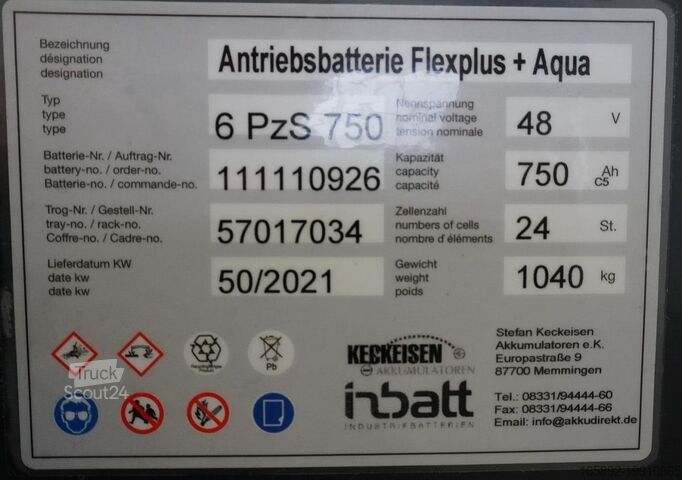 Bezeichnung
désignation
designation
Antriebsbatterie Flexplus + Aqua
Typ
type
type
6 PzS 750
Nennspannung
nominal voltage
tension nominale
48 V
Batterie-Nr. / Auftrag-Nr.
battery-no. / order-no.
Batterie-no. / commande-no.
111110926
Kapazität
capacity
capacité
750 Ah
C5
Trog-Nr. / Gestell-Nr.
tray-no. / rack-no.
Coffre-no. / Cadre-no.
57017034
Zellenzahl
numbers of cells
nombre d'éléments
24 St.
Lieferdatum KW
date kw
date kw
50/2021
Gewicht
weight
poids
1040 kg
Pb
KECKEISEN
AKKUMULATOREN
inbatt
INDUSTRIEBATTERIEN
Stefan Keckeisen
Akkumulatoren e.K.
Europastraße 9
87700 Memmingen
Tel.: 08331/94444-60
Fax: 08331/94444-66
Email: info@akkudirekt.de
Truck
Scout24